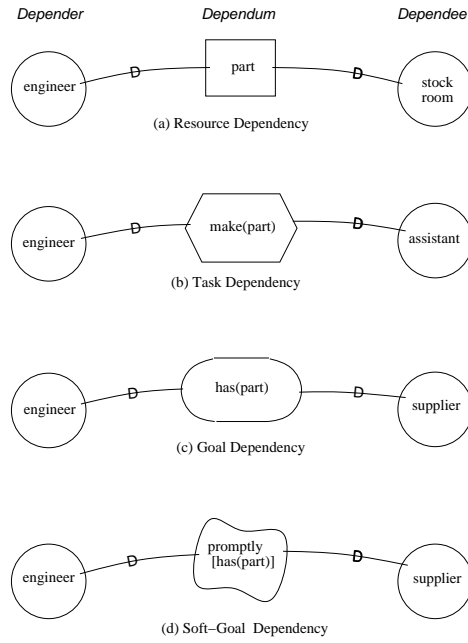 Depender Dependum Dependee
engineer D part D stock
room
(a) Resource Dependency
engineer D make(part) D assistant
(b) Task Dependency
engineer D has(part) D supplier
(c) Goal Dependency
engineer D promptly
[has(part)] D supplier
(d) Soft–Goal Dependency